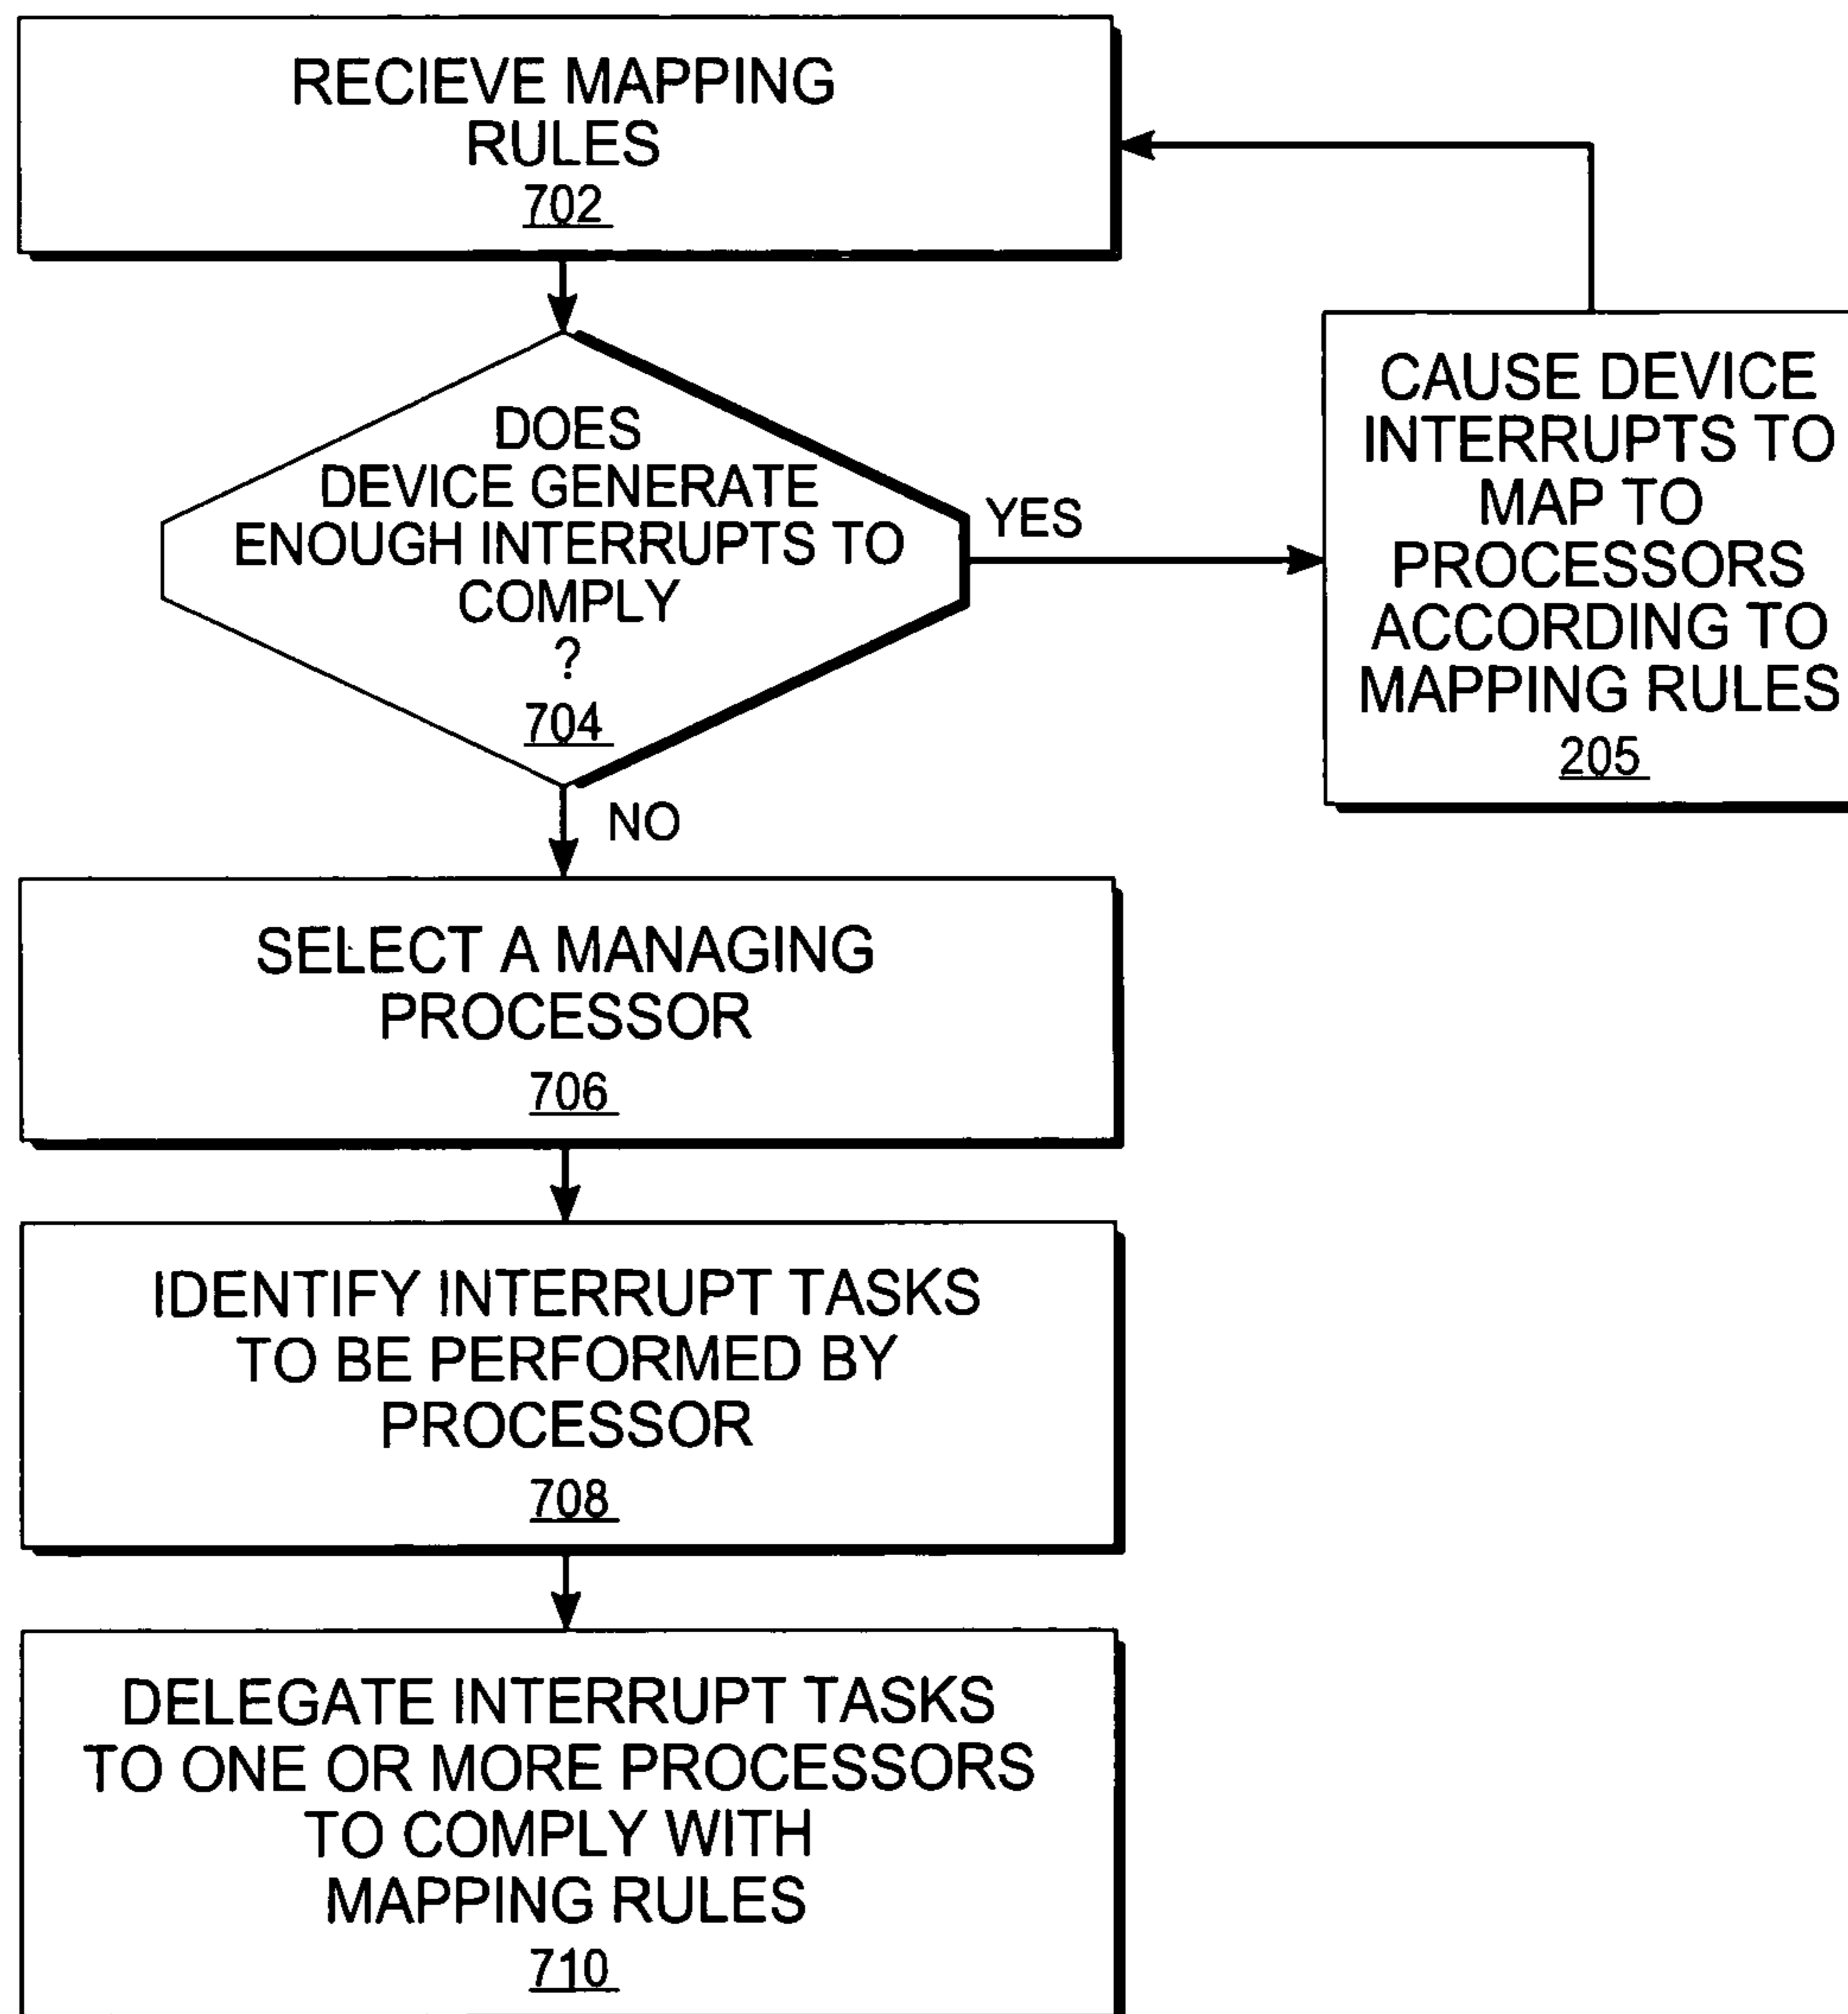 RECIEVE MAPPING
RULES
702
DOES
DEVICE GENERATE
ENOUGH INTERRUPTS TO
COMPLY
?
704
YES
CAUSE DEVICE
INTERRUPTS TO
MAP TO
PROCESSORS
ACCORDING TO
MAPPING RULES
205
NO
SELECT A MANAGING
PROCESSOR
706
IDENTIFY INTERRUPT TASKS
TO BE PERFORMED BY
PROCESSOR
708
DELEGATE INTERRUPT TASKS
TO ONE OR MORE PROCESSORS
TO COMPLY WITH
MAPPING RULES
710